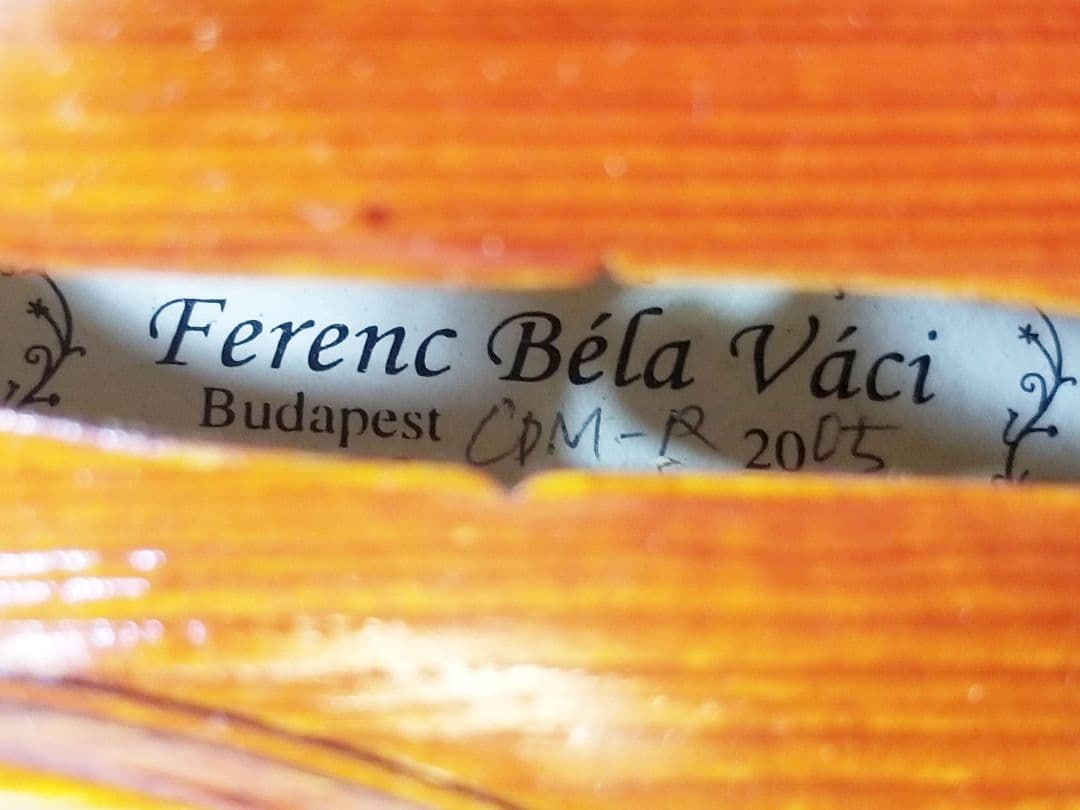 Ferenc Béla Váci
Budapest CDM-R 2005